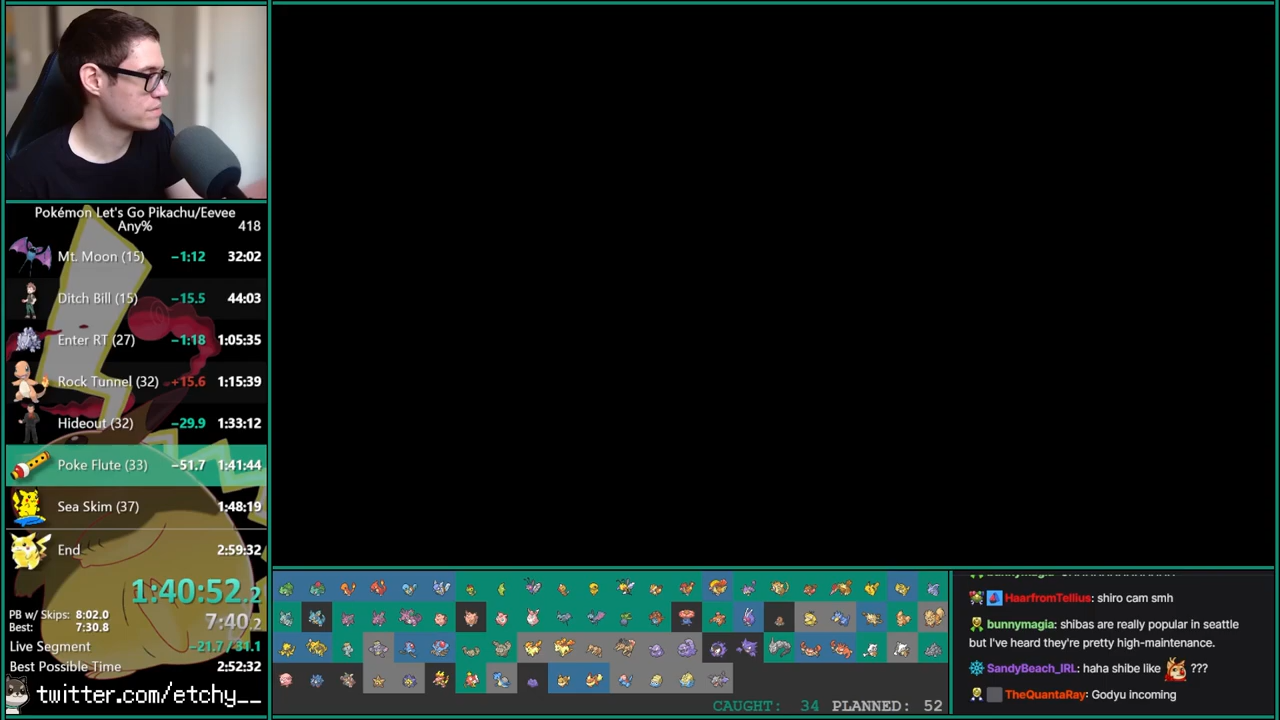 Pokémon Let's Go Pikachu/Eevee
Any% 418
Mt. Moon (15) −1:12 32:02
Ditch Bill (15) −15.5 44:03
Enter RT (27) −1:18 1:05:35
Rock Tunnel (32) +15.6 1:15:39
Hideout (32) −29.9 1:33:12
Poke Flute (33) −51.7 1:41:44
Sea Skim (37) 1:48:19
End 2:59:32
1:40:52.2
PB w/ Skips: 8:02.0
Best: 7:30.8
7:40.2
Live Segment −21.7 / 31.1
Best Possible Time 2:52:32
twitter.com/etchy__
CAUGHT: 34 PLANNED: 52
HaarfromTellius: shiro cam smh
bunnymagia: shibas are really popular in seattle
but I've heard they're pretty high-maintenance.
SandyBeach_IRL: haha shibe like ???
TheQuantaRay: Godyu incoming